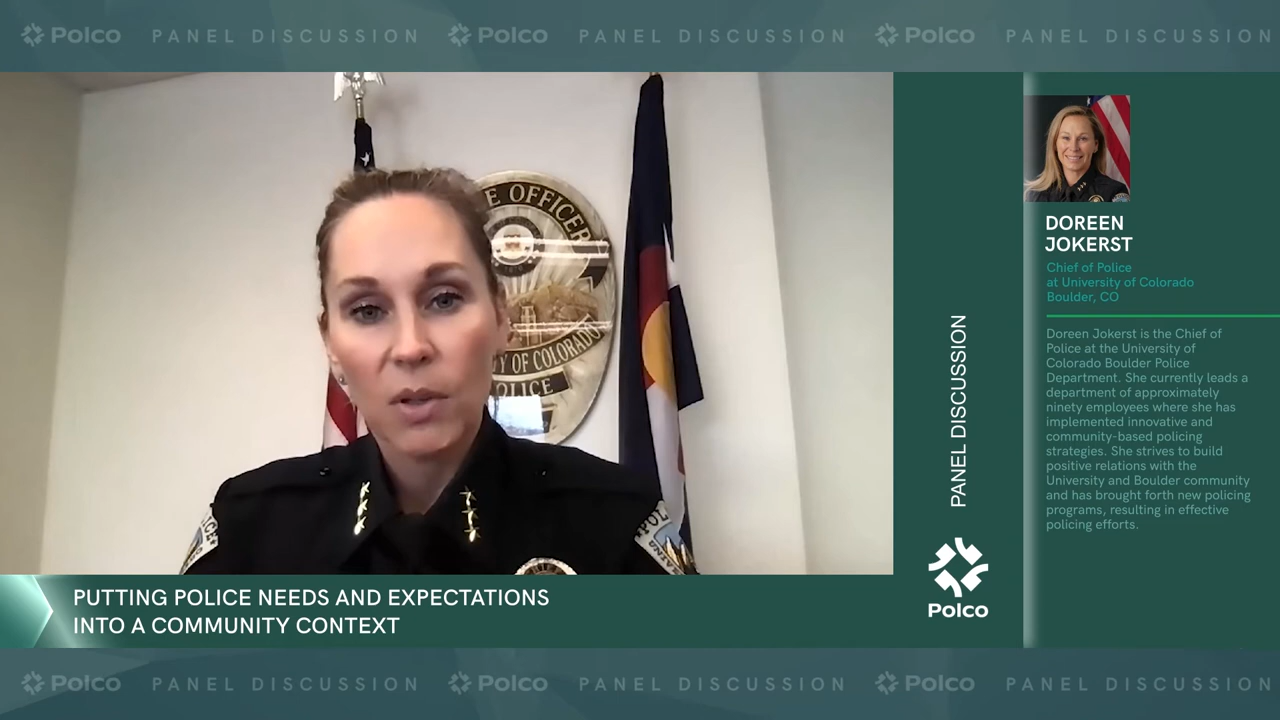 Polco PANEL DISCUSSION Polco PANEL DISCUSSION Polco PANEL DISCUSSION
E OFFICER
Y OF COLORADO
OLICE
PUTTING POLICE NEEDS AND EXPECTATIONS
INTO A COMMUNITY CONTEXT
PANEL DISCUSSION
Polco
DOREEN
JOKERST
Chief of Police
at University of Colorado
Boulder, CO
Doreen Jokerst is the Chief of
Police at the University of
Colorado Boulder Police
Department. She currently leads a
department of approximately
ninety employees where she has
implemented innovative and
community-based policing
strategies. She strives to build
positive relations with the
University and Boulder community
and has brought forth new policing
programs, resulting in effective
policing efforts.
Polco PANEL DISCUSSION Polco PANEL DISCUSSION Polco PANEL DISCUSSION